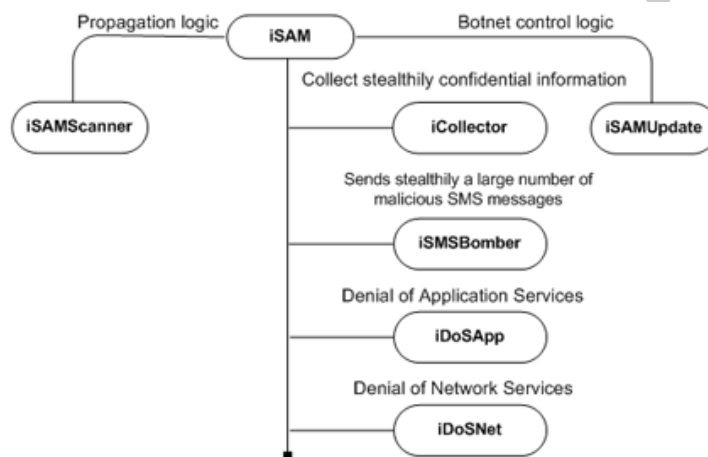 Propagation logic
iSAM
Botnet control logic
Collect stealthily confidential information
iSAMScanner
iCollector
iSAMUpdate
Sends stealthily a large number of
malicious SMS messages
iSMSBomber
Denial of Application Services
iDoSApp
Denial of Network Services
iDoSNet